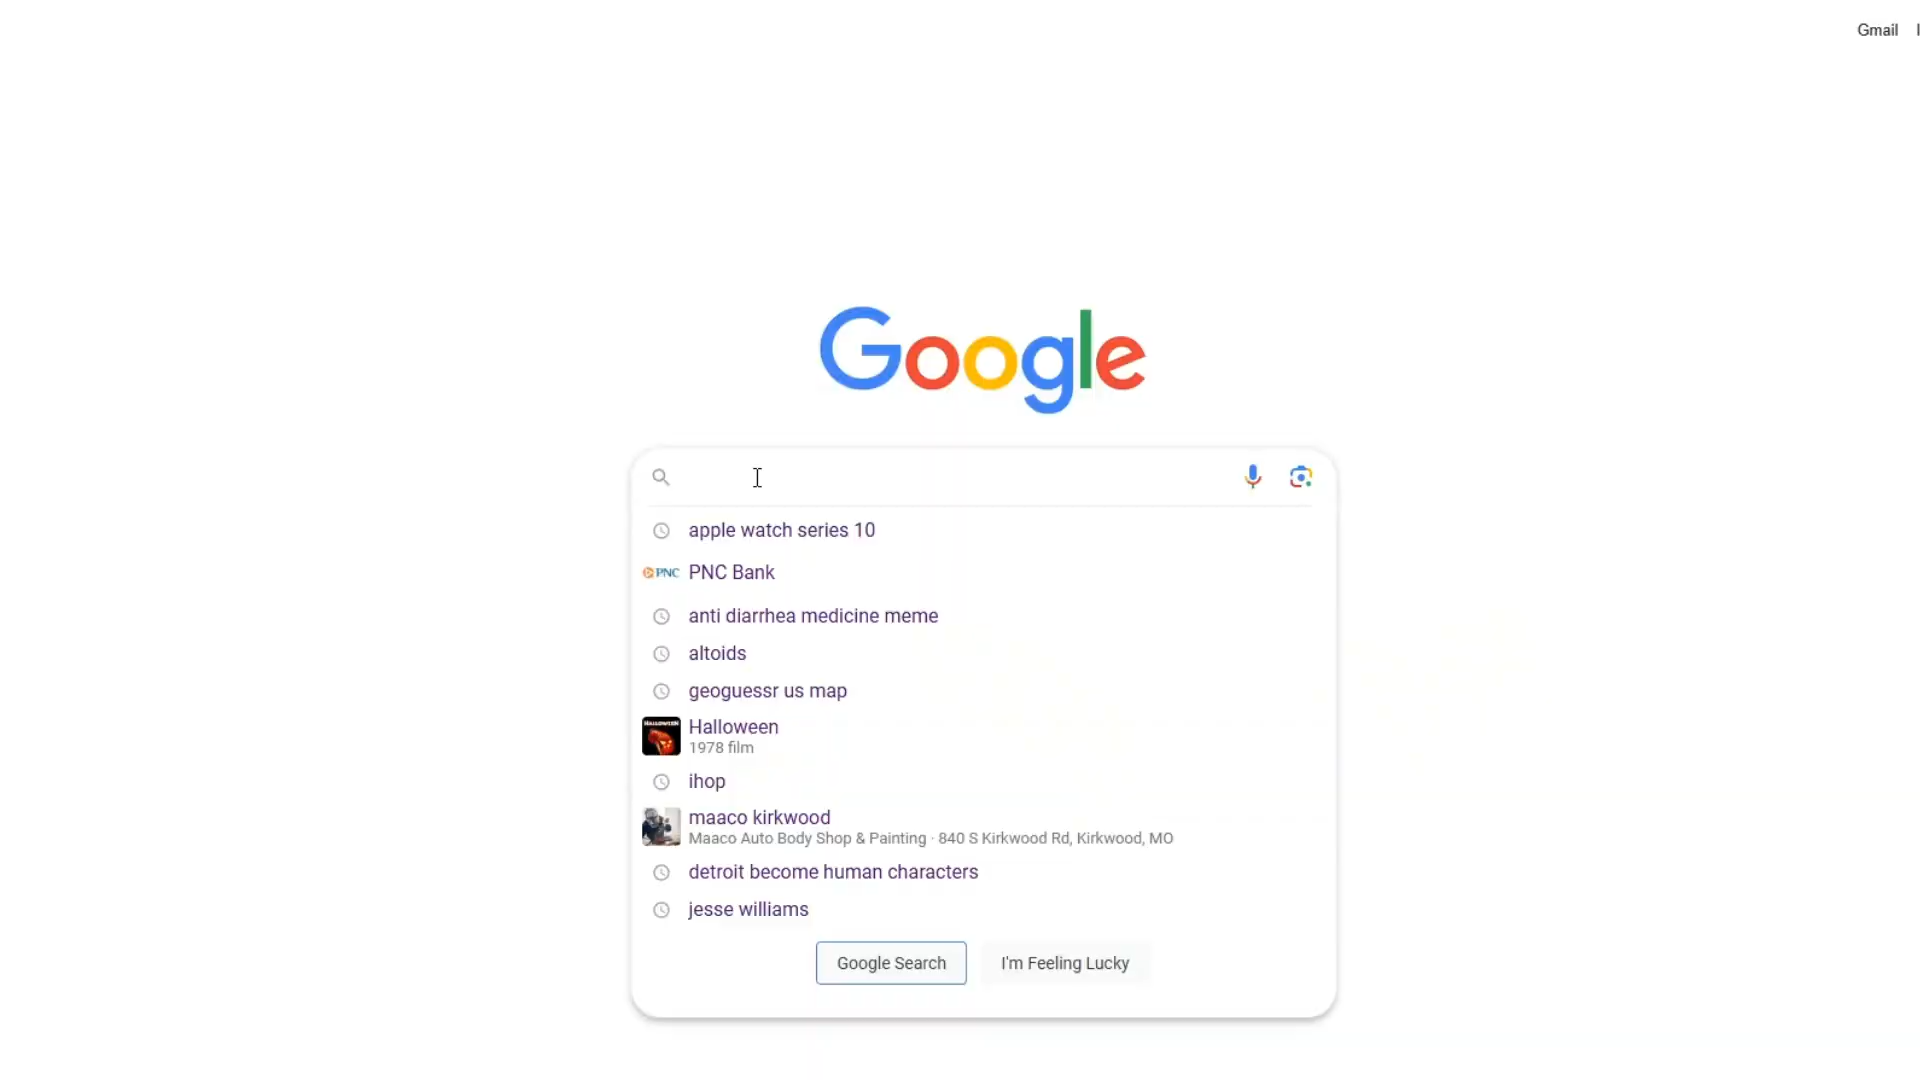 Gmail
Google
apple watch series 10
PNC PNC Bank
anti diarrhea medicine meme
altoids
geoguessr us map
HALLOWEEN Halloween
1978 film
ihop
maaco kirkwood
Maaco Auto Body Shop & Painting · 840 S Kirkwood Rd, Kirkwood, MO
detroit become human characters
jesse williams
Google Search I'm Feeling Lucky